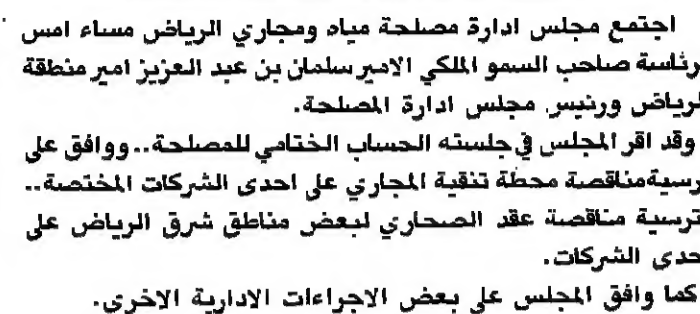 اجتمع مجلس ادارة مصلحة مياه ومجاري الرياض مساء امس
برئاسة صاحب السمو الملكي الامير سلمان بن عبد العزيز امير منطقة
لرياض ورئيس مجلس ادارة المصلحة.
وقد اقر المجلس في جلسته الحساب الختامي للمصلحة.. ووافق على
رسية مناقصة محطة تنقية المجاري على احدى الشركات المختصة..
ترسية مناقصة عقد الصحاري لبعض مناطق شرق الرياض على
حدى الشركات.
كما وافق المجلس على بعض الاجراءات الادارية الاخرى.